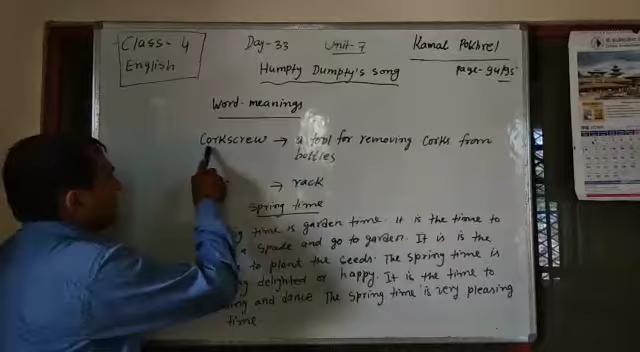 Class- 4
English
Day-33
Unit-7
Kamal Pokhrel
Humpty Dumpty's song
page-94/95
Word-meanings
Corkscrew → a tool for removing corks from
bottles
→ rack
Spring time
time is garden time. It is the time to
a spade and go to garden. It is is the
to plant the seeds. The spring time is
delighted or happy. It is the time to
and dance The spring time is very pleasing
time.